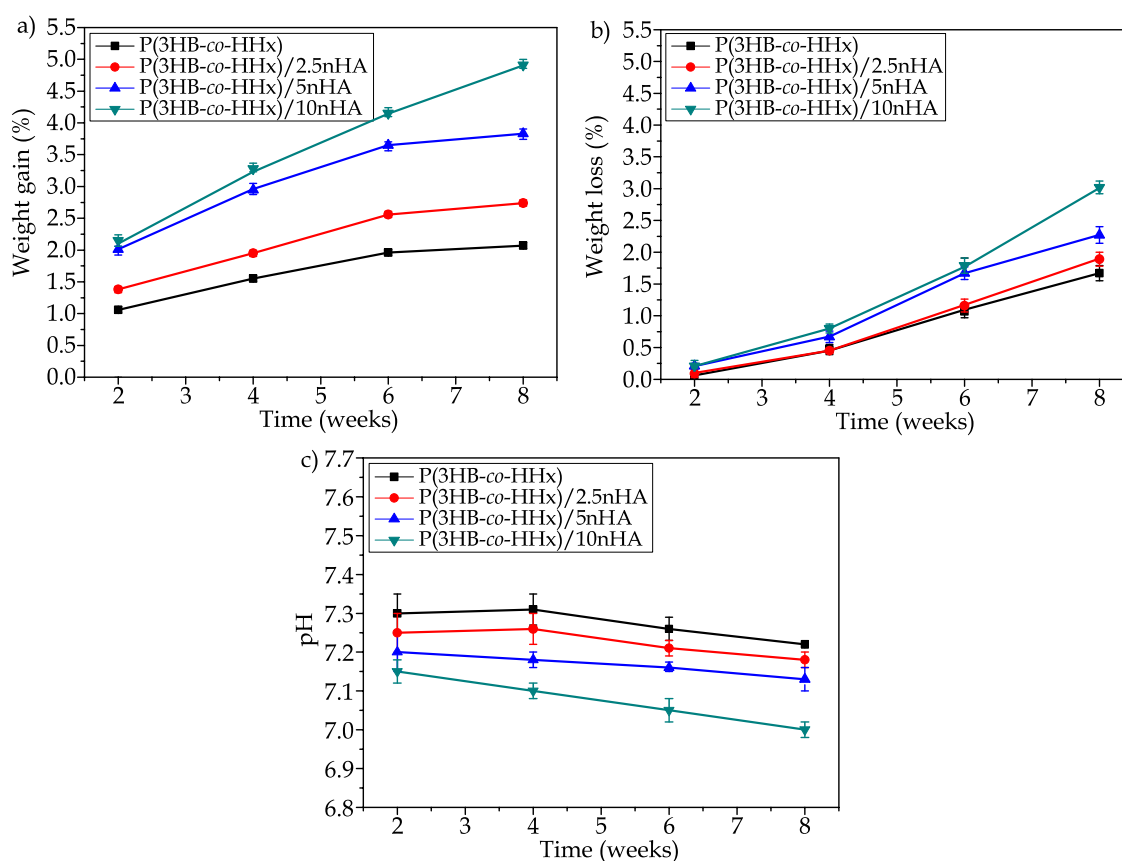 a)
5.5
5.0
4.5
4.0
3.5
3.0
2.5
2.0
1.5
1.0
0.5
0.0
Weight gain (%)
P(3HB-co-HHx)
P(3HB-co-HHx)/2.5nHA
P(3HB-co-HHx)/5nHA
P(3HB-co-HHx)/10nHA
2 3 4 5 6 7 8
Time (weeks)
b)
5.5
5.0
4.5
4.0
3.5
3.0
2.5
2.0
1.5
1.0
0.5
0.0
Weight loss (%)
P(3HB-co-HHx)
P(3HB-co-HHx)/2.5nHA
P(3HB-co-HHx)/5nHA
P(3HB-co-HHx)/10nHA
2 3 4 5 6 7 8
Time (weeks)
c)
7.7
7.6
7.5
7.4
7.3
7.2
7.1
7.0
6.9
6.8
pH
P(3HB-co-HHx)
P(3HB-co-HHx)/2.5nHA
P(3HB-co-HHx)/5nHA
P(3HB-co-HHx)/10nHA
2 3 4 5 6 7 8
Time (weeks)